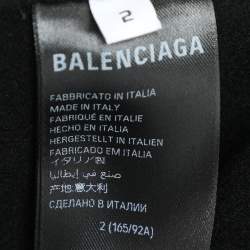 2
BALENCIAGA
FABBRICATO IN ITALIA
MADE IN ITALY
FABRIQUÉ EN ITALIE
HECHO EN ITALIA
HERGESTELLT IN ITALIEN
FABRICADO EM ITÁLIA
イタリア製
صنع في إيطاليا
产地:意大利
СДЕЛАНО В ИТАЛИИ
2 (165/92A)